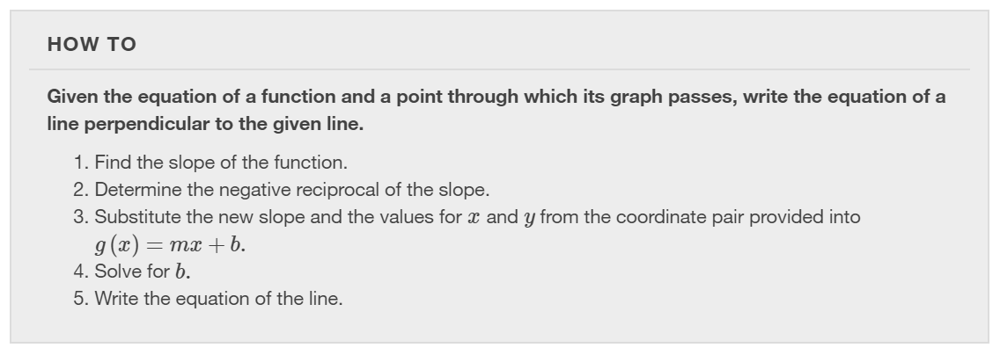 HOW TO
Given the equation of a function and a point through which its graph passes, write the equation of a
line perpendicular to the given line.
1. Find the slope of the function.
2. Determine the negative reciprocal of the slope.
3. Substitute the new slope and the values for x and y from the coordinate pair provided into
g (x) = mx + b.
4. Solve for b.
5. Write the equation of the line.